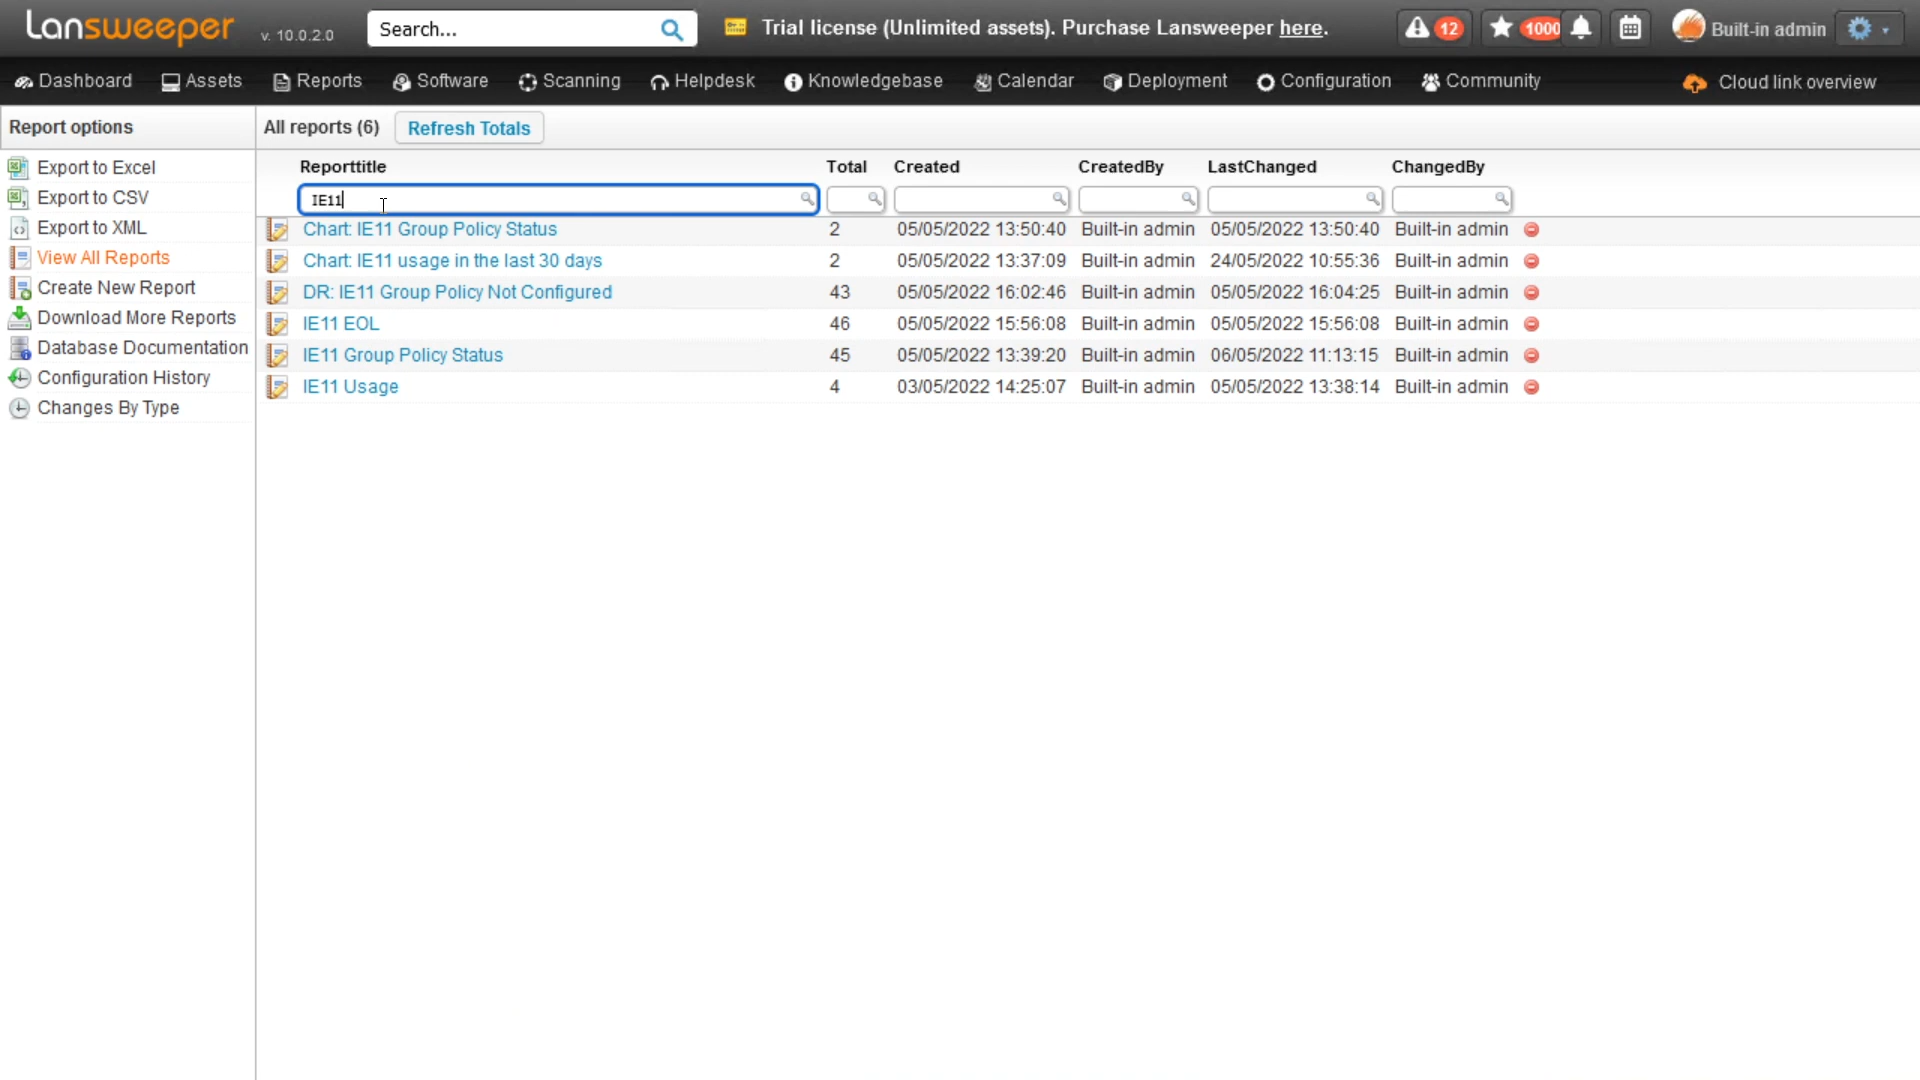 Lansweeper v. 10.0.2.0 Search... Trial license (Unlimited assets). Purchase Lansweeper here. 12 1000 Built-in admin
Dashboard Assets Reports Software Scanning Helpdesk Knowledgebase Calendar Deployment Configuration Community Cloud link overview
Report options
Export to Excel
Export to CSV
Export to XML
View All Reports
Create New Report
Download More Reports
Database Documentation
Configuration History
Changes By Type
All reports (6) Refresh Totals
Reporttitle Total Created CreatedBy LastChanged ChangedBy
IE11
Chart: IE11 Group Policy Status 2 05/05/2022 13:50:40 Built-in admin 05/05/2022 13:50:40 Built-in admin
Chart: IE11 usage in the last 30 days 2 05/05/2022 13:37:09 Built-in admin 24/05/2022 10:55:36 Built-in admin
DR: IE11 Group Policy Not Configured 43 05/05/2022 16:02:46 Built-in admin 05/05/2022 16:04:25 Built-in admin
IE11 EOL 46 05/05/2022 15:56:08 Built-in admin 05/05/2022 15:56:08 Built-in admin
IE11 Group Policy Status 45 05/05/2022 13:39:20 Built-in admin 06/05/2022 11:13:15 Built-in admin
IE11 Usage 4 03/05/2022 14:25:07 Built-in admin 05/05/2022 13:38:14 Built-in admin